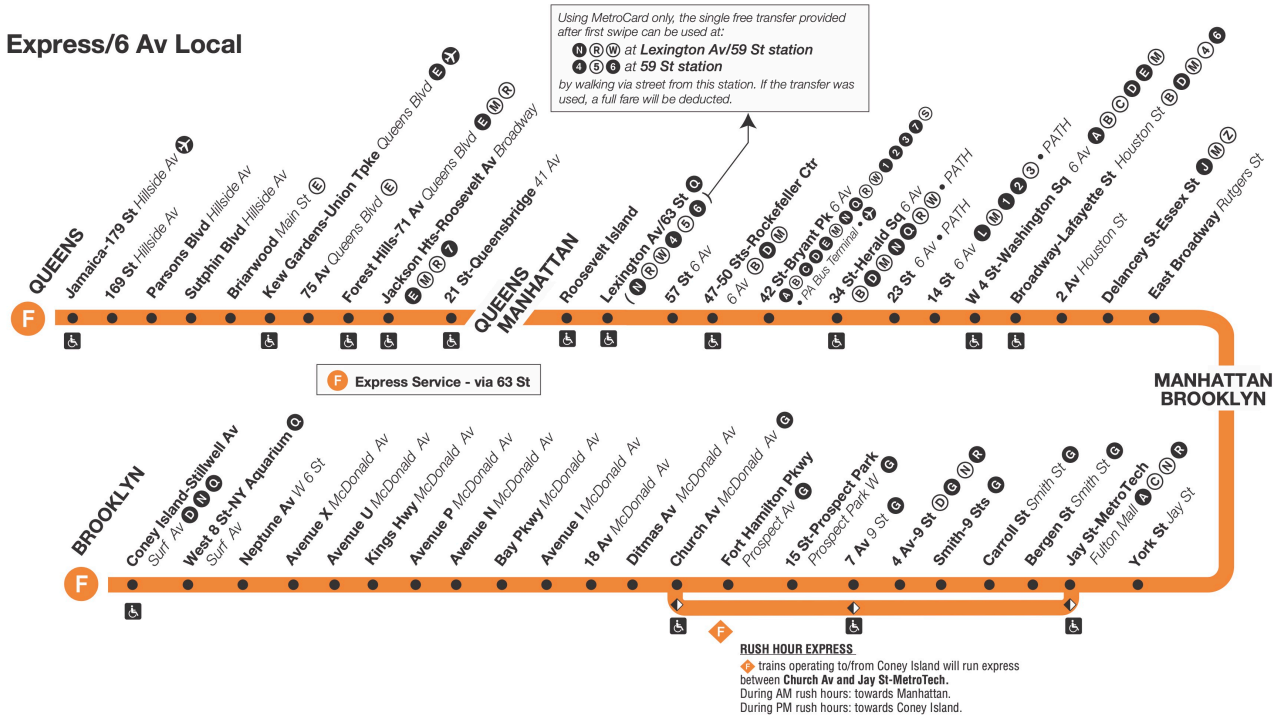 Express/6 Av Local
Using MetroCard only, the single free transfer provided
after first swipe can be used at:
N R W at Lexington Av/59 St station
4 5 6 at 59 St station
by walking via street from this station. If the transfer was
used, a full fare will be deducted.
F
QUEENS
Jamaica-179 St Hillside Av
169 St Hillside Av
Parsons Blvd Hillside Av
Sutphin Blvd Hillside Av
Briarwood Main St E
Kew Gardens-Union Tpke Queens Blvd E
75 Av Queens Blvd E
Forest Hills-71 Av Queens Blvd E M R
Jackson Hts-Roosevelt Av Broadway
E M R 7
21 St-Queensbridge 41 Av
QUEENS
MANHATTAN
Roosevelt Island
Lexington Av/63 St Q
( N R W 4 5 6 )
57 St 6 Av
47-50 Sts-Rockefeller Ctr
6 Av B D M
42 St-Bryant Pk 6 Av
A B C D E M N Q R W 1 2 3 7 S
• PA Bus Terminal •
34 St-Herald Sq 6 Av
B D M N Q R W • PATH
23 St 6 Av • PATH
14 St 6 Av L M 1 2 3 • PATH
W 4 St-Washington Sq 6 Av A B C D E M
Broadway-Lafayette St Houston St B D M 4 6
2 Av Houston St
Delancey St-Essex St J M Z
East Broadway Rutgers St
F Express Service - via 63 St
MANHATTAN
BROOKLYN
F
BROOKLYN
Coney Island-Stillwell Av
Surf Av D N Q
West 8 St-NY Aquarium Q
Surf Av
Neptune Av W 6 St
Avenue X McDonald Av
Avenue U McDonald Av
Kings Hwy McDonald Av
Avenue P McDonald Av
Avenue N McDonald Av
Bay Pkwy McDonald Av
Avenue I McDonald Av
18 Av McDonald Av
Ditmas Av McDonald Av
Church Av McDonald Av G
Fort Hamilton Pkwy
Prospect Av G
15 St-Prospect Park
Prospect Park W G
7 Av 9 St G
4 Av-9 St D G N R
Smith-9 Sts G
Carroll St Smith St G
Bergen St Smith St G
Jay St-MetroTech
Fulton Mall A C N R
York St Jay St
F
RUSH HOUR EXPRESS
F trains operating to/from Coney Island will run express
between Church Av and Jay St-MetroTech.
During AM rush hours: towards Manhattan.
During PM rush hours: towards Coney Island.